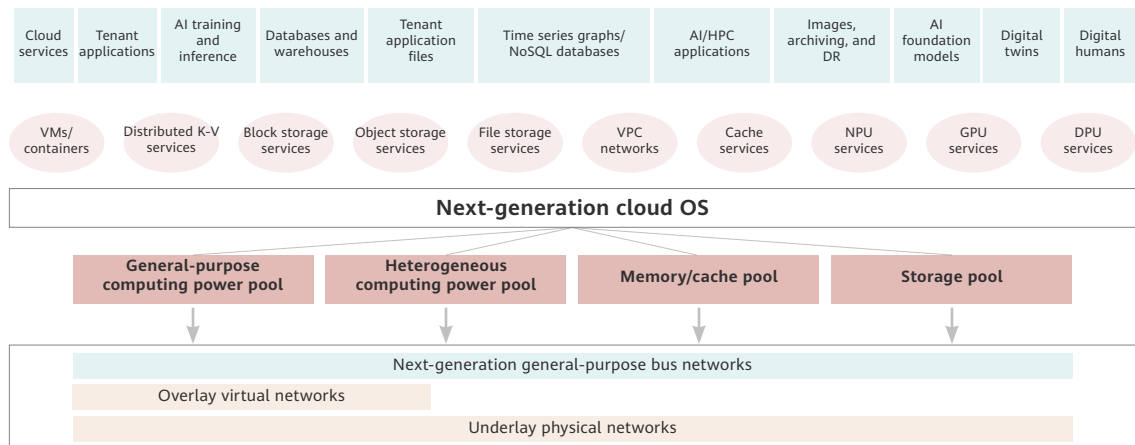 Cloud
services
Tenant
applications
AI training
and
inference
Databases and
warehouses
Tenant
application
files
Time series graphs/
NoSQL databases
AI/HPC
applications
Images,
archiving, and
DR
AI
foundation
models
Digital
twins
Digital
humans
VMs/
containers
Distributed K-V
services
Block storage
services
Object storage
services
File storage
services
VPC
networks
Cache
services
NPU
services
GPU
services
DPU
services
Next-generation cloud OS
General-purpose
computing power pool
Heterogeneous
computing power pool
Memory/cache pool
Storage pool
Next-generation general-purpose bus networks
Overlay virtual networks
Underlay physical networks